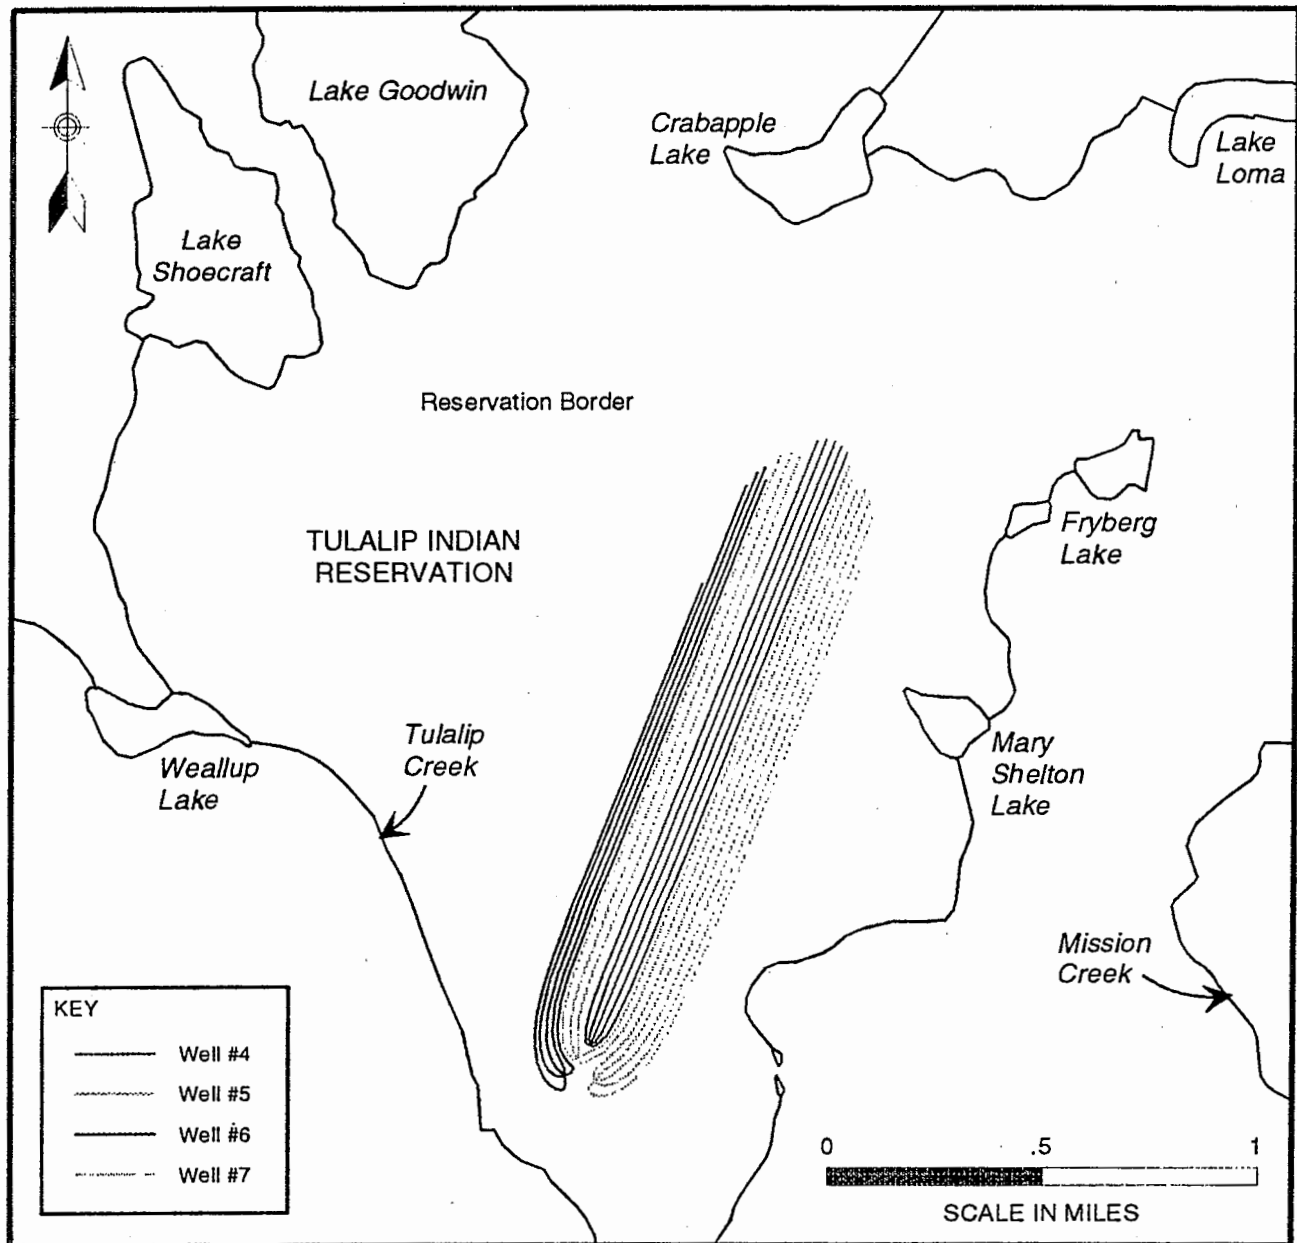 Lake Goodwin
Crabapple
Lake
Lake
Loma
Lake
Shoecraft
Reservation Border
TULALIP INDIAN
RESERVATION
Fryberg
Lake
Tulalip
Creek
Weallup
Lake
Mary
Shelton
Lake
Mission
Creek
KEY
Well #4
Well #5
Well #6
Well #7
0 .5 1
SCALE IN MILES